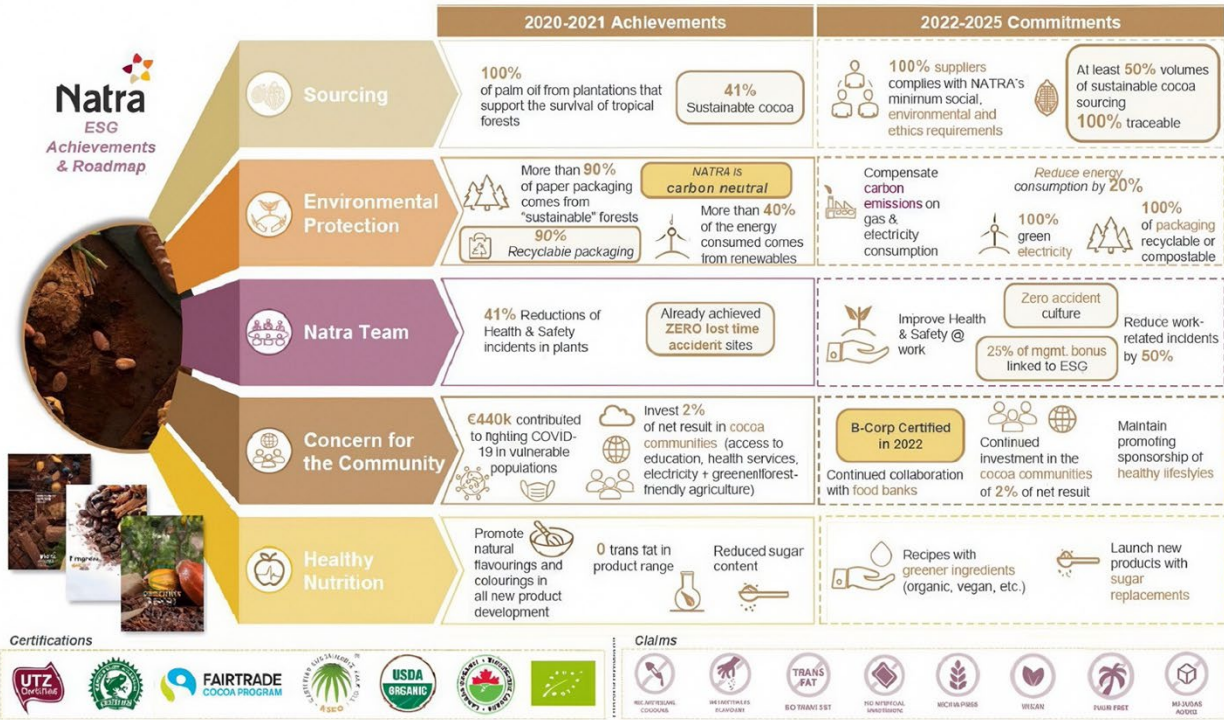 2020-2021 Achievements
2022-2025 Commitments
Natra
ESG
Achievements
& Roadmap
Sourcing
100%
of palm oil from plantations that
support the survival of tropical
forests
41%
Sustainable cocoa
100% suppliers
complies with NATRA's
minimum social,
environmental and
ethics requirements
At least 50% volumes
of sustainable cocoa
sourcing
100% traceable
Environmental
Protection
More than 90%
of paper packaging
comes from
"sustainable" forests
90%
Recyclable packaging
NATRA is
carbon neutral
More than 40%
of the energy
consumed comes
from renewables
Compensate
carbon
emissions on
gas &
electricity
consumption
Reduce energy
consumption by 20%
100%
green
electricity
100%
of packaging
recyclable or
compostable
Natra Team
41% Reductions of
Health & Safety
incidents in plants
Already achieved
ZERO lost time
accident sites
Improve Health
& Safety @
work
Zero accident
culture
25% of mgmt. bonus
linked to ESG
Reduce work-
related incidents
by 50%
Concern for
the Community
€440k contributed
to fighting COVID-
19 in vulnerable
populations
Invest 2%
of net result in cocoa
communities (access to
education, health services,
electricity + greenellforest-
friendly agriculture)
B-Corp Certified
in 2022
Continued collaboration
with food banks
Continued
investment in the
cocoa communities
of 2% of net result
Maintain
promoting
sponsorship of
healthy lifeslyies
Healthy
Nutrition
Promote
natural
flavourings and
colourings in
all new product
development
0 trans fat in
product range
Reduced sugar
content
Recipes with
greener ingredients
(organic, vegan, etc.)
Launch new
products with
sugar
replacements
Certifications
UTZ
Certified
FAIRTRADE
COCOA PROGRAM
RSPO
USDA
ORGANIC
Claims
TRANS
FAT